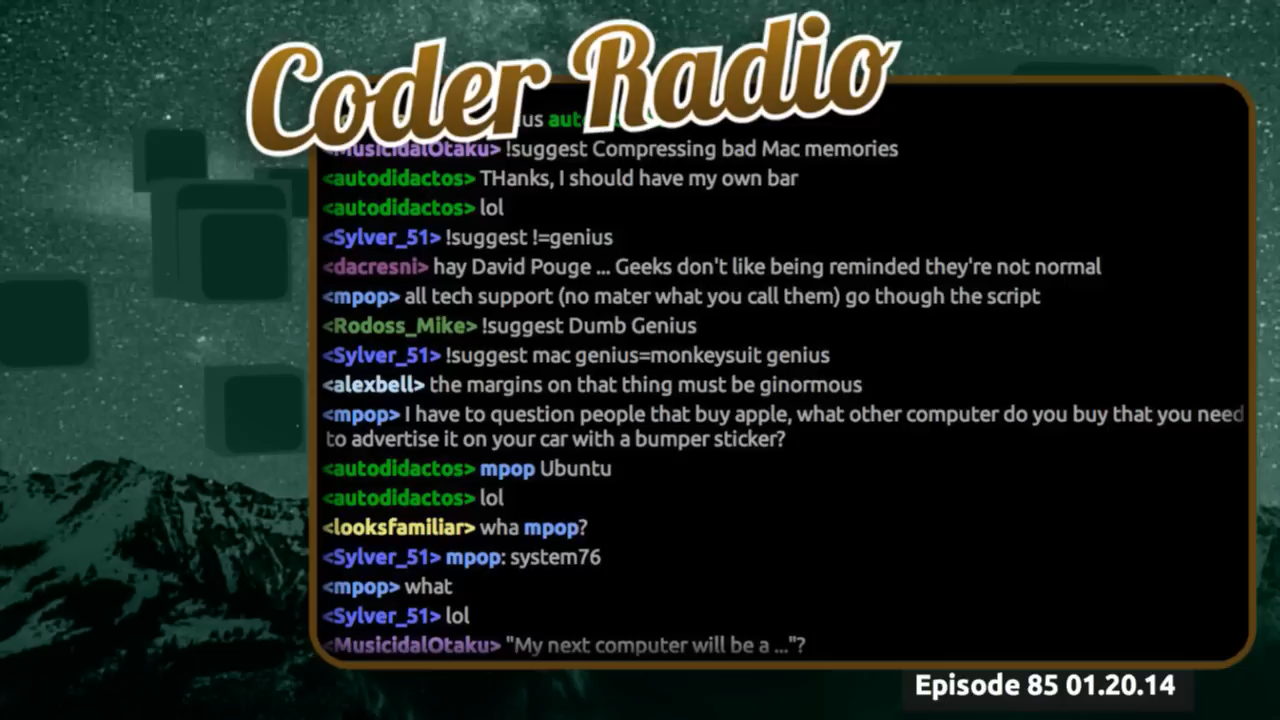 Coder Radio
us
<MusicidalOtaku> !suggest Compressing bad Mac memories
<autodidactos> THanks, I should have my own bar
<autodidactos> lol
<Sylver_51> !suggest !=genius
<dacresni> hay David Pouge ... Geeks don't like being reminded they're not normal
<mpop> all tech support (no mater what you call them) go though the script
<Rodoss_Mike> !suggest Dumb Genius
<Sylver_51> !suggest mac genius=monkeysuit genius
<alexbell> the margins on that thing must be ginormous
<mpop> I have to question people that buy apple, what other computer do you buy that you need
to advertise it on your car with a bumper sticker?
<autodidactos> mpop Ubuntu
<autodidactos> lol
<looksfamiliar> wha mpop?
<Sylver_51> mpop: system76
<mpop> what
<Sylver_51> lol
<MusicidalOtaku> "My next computer will be a ..."?
Episode 85 01.20.14